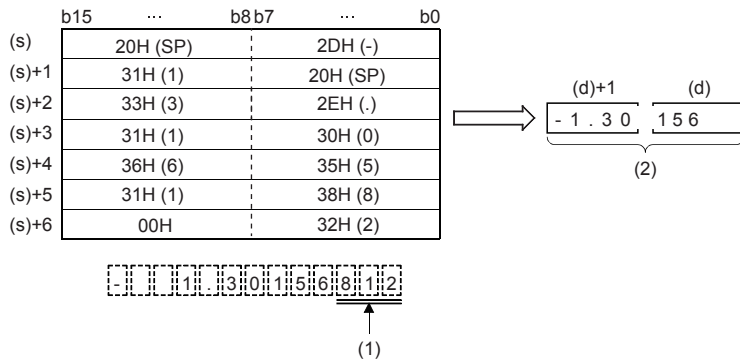 b15 ... b8 b7 ... b0
(s) 20H (SP) 2DH (-)
(s)+1 31H (1) 20H (SP)
(s)+2 33H (3) 2EH (.)
(s)+3 31H (1) 30H (0)
(s)+4 36H (6) 35H (5)
(s)+5 31H (1) 38H (8)
(s)+6 00H 32H (2)
(d)+1 (d)
- 1 . 3 0 1 5 6
(2)
- 1 . 3 0 1 5 6 8 1 2
(1)